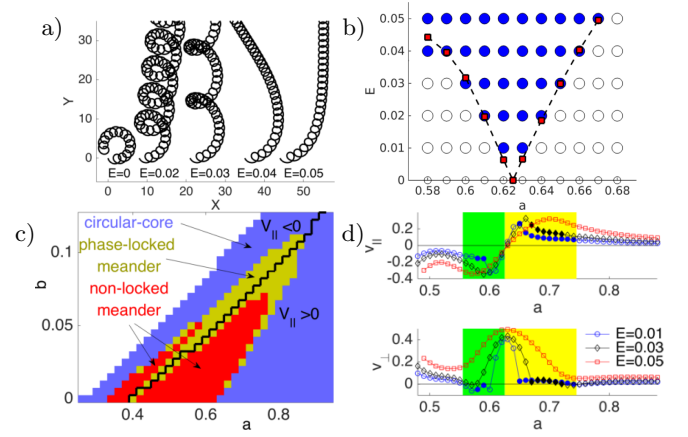 a)
30
20
10
0
Y
E=0 E=0.02 E=0.03 E=0.04 E=0.05
0 10 20 30 40 50
X
b)
0.05
0.04
0.03
0.02
0.01
0
E
0.58 0.6 0.62 0.64 0.66 0.68
a
c)
circular-core
phase-locked
meander
non-locked
meander
V|| <0
V|| >0
0.1
0.05
0
b
0.4 0.6 0.8
a
d)
0.2
0
-0.2
-0.4
v||
0.5 0.6 0.7 0.8
a
0.4
0.2
0
v⊥
E=0.01
E=0.03
E=0.05
0.5 0.6 0.7 0.8
a